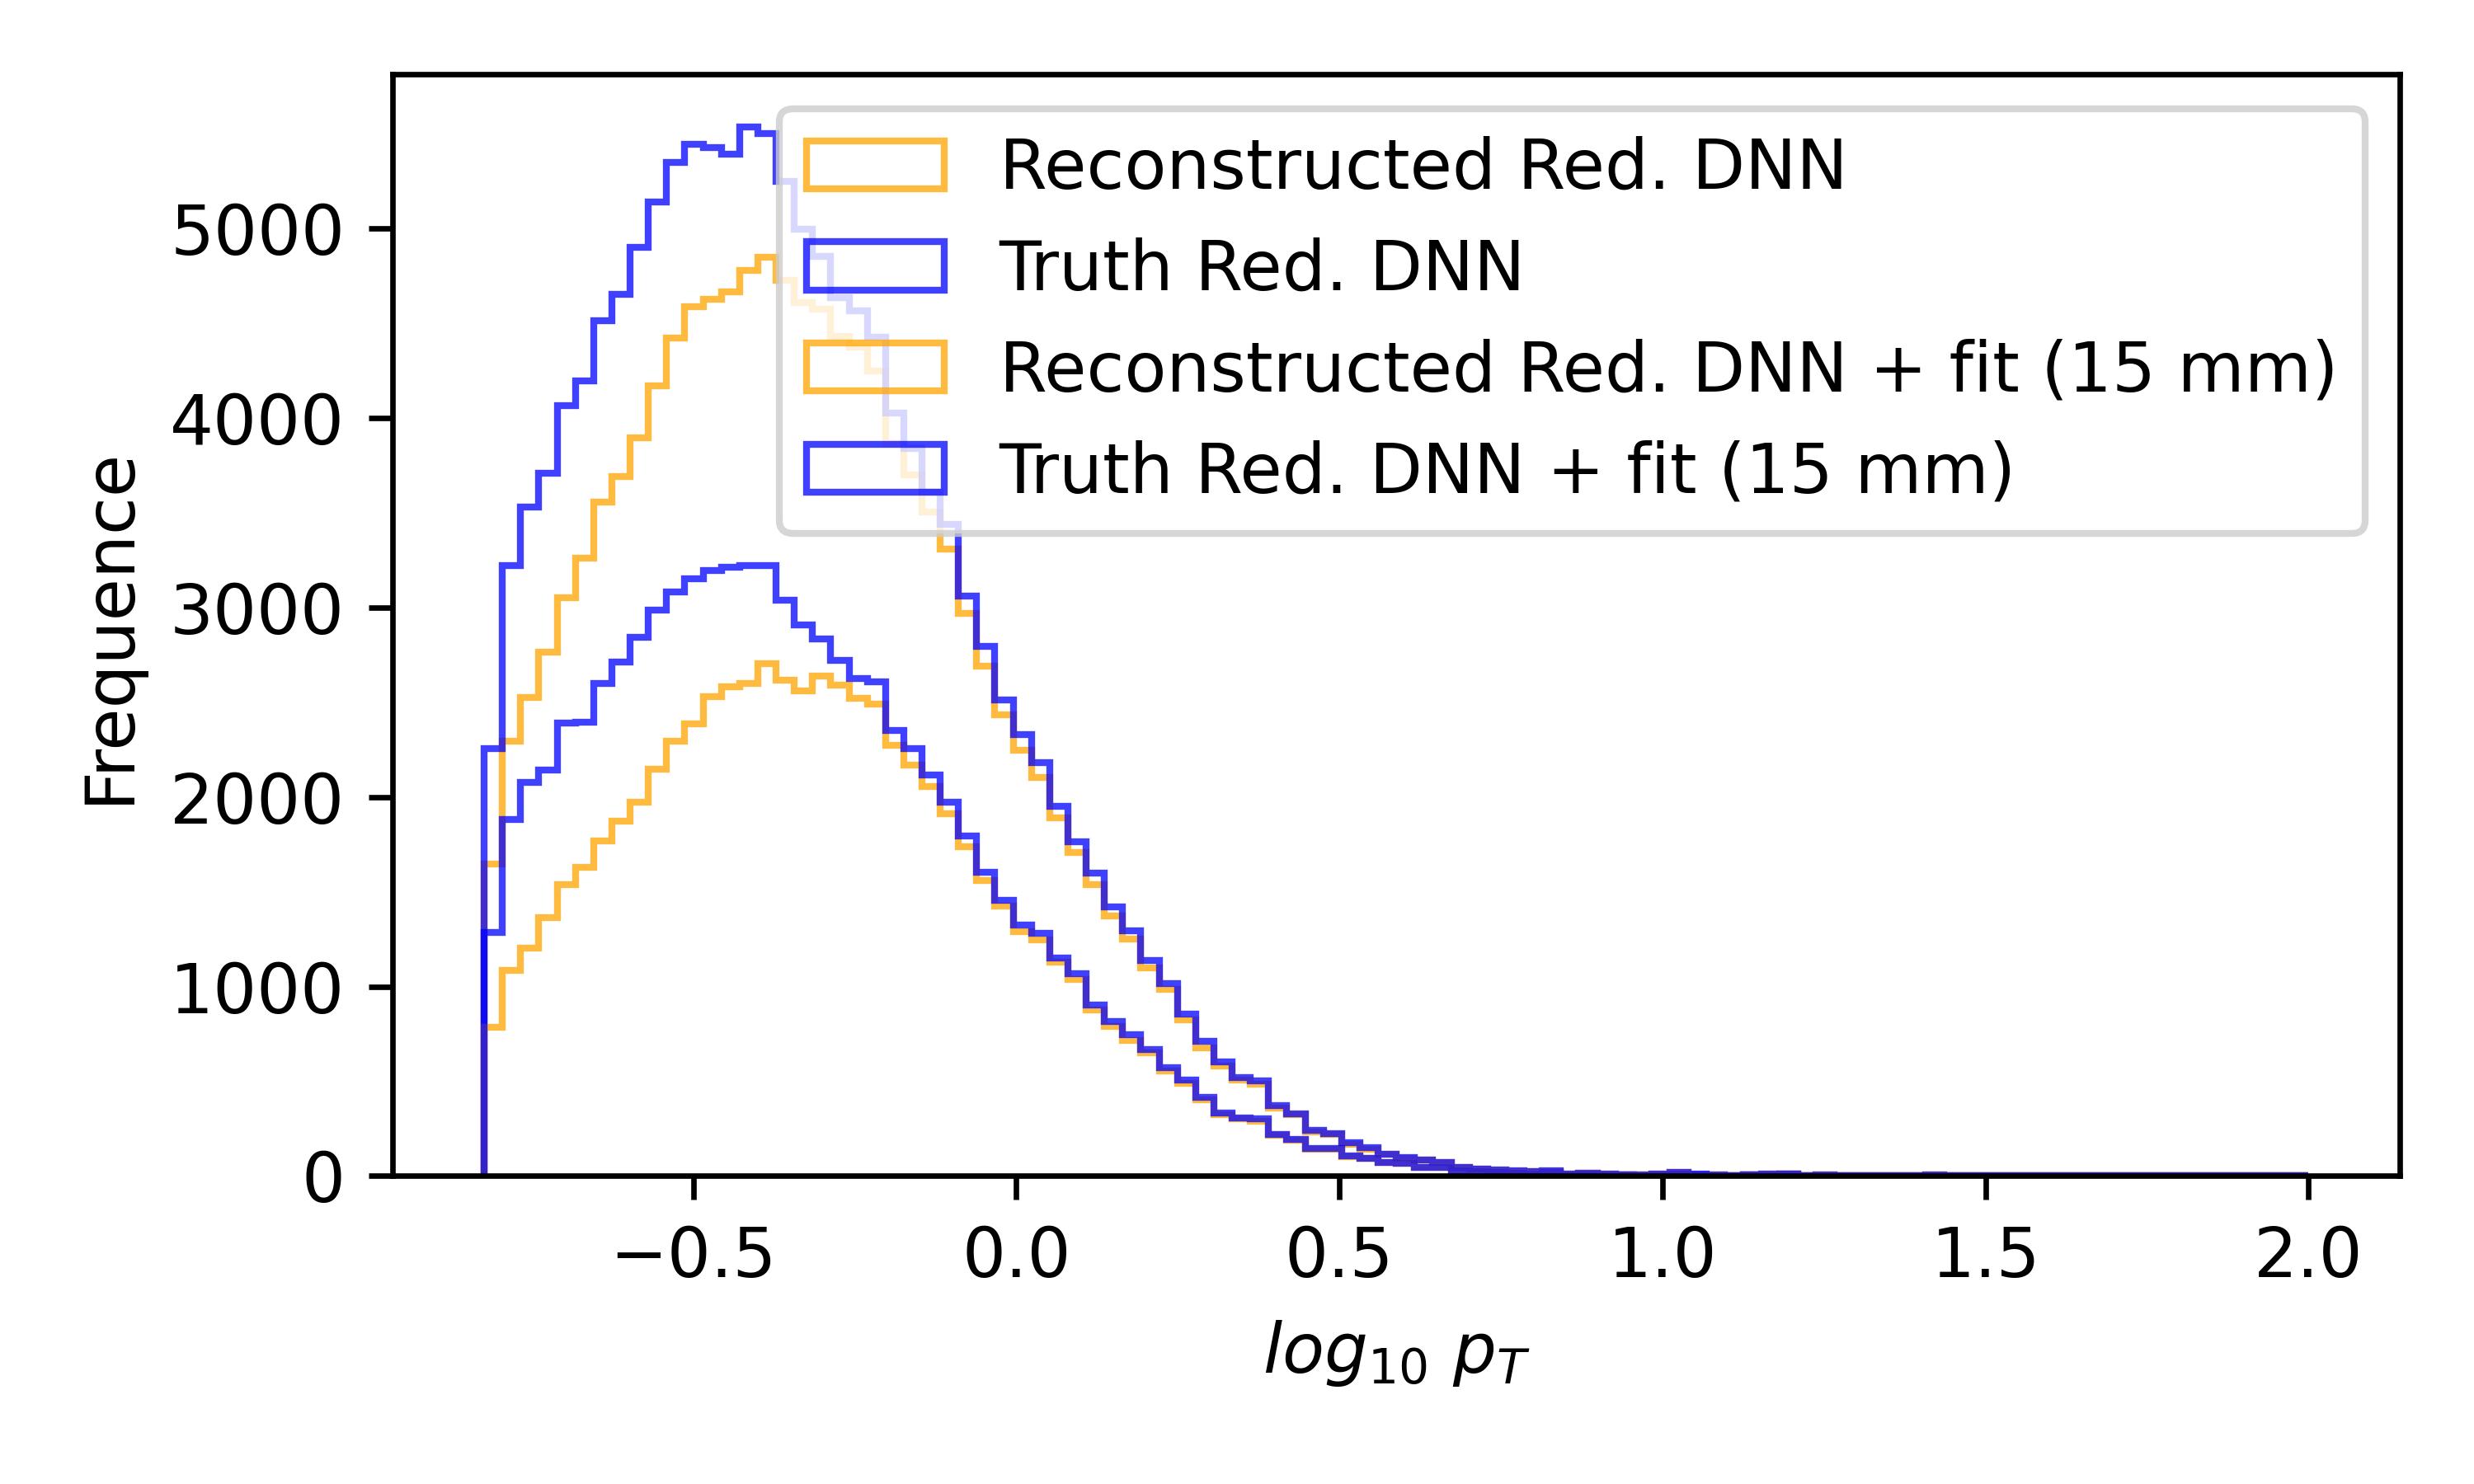 Reconstructed Red. DNN
Truth Red. DNN
Reconstructed Red. DNN + fit (15 mm)
Truth Red. DNN + fit (15 mm)
Frequence
5000
4000
3000
2000
1000
0
−0.5 0.0 0.5 1.0 1.5 2.0
log₁₀ p_T